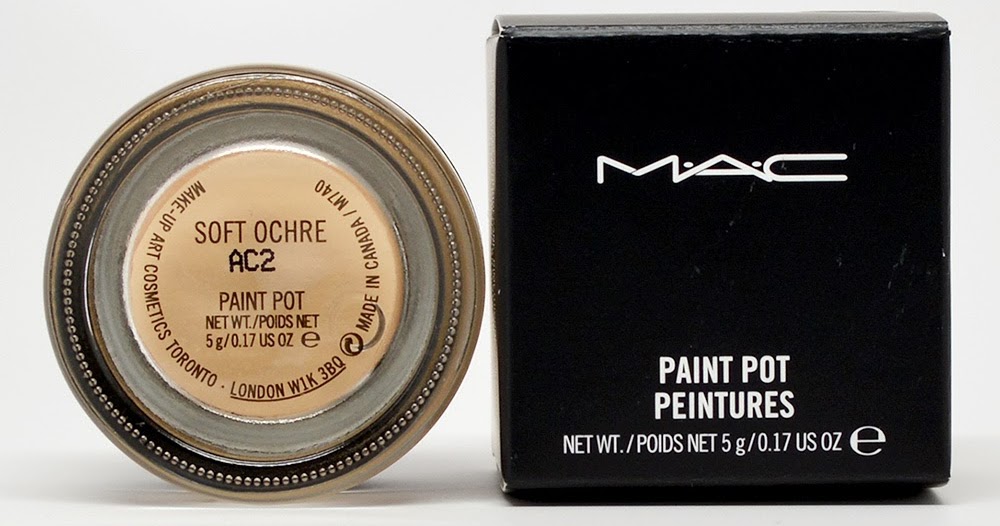 SOFT OCHRE
AC2
PAINT POT
NET WT./POIDS NET
5 g/0.17 US OZ ℮
MAKE-UP ART COSMETICS TORONTO · LONDON W1K 3BQ
MADE IN CANADA / M740
M·A·C
PAINT POT
PEINTURES
NET WT./POIDS NET 5 g/0.17 US OZ ℮